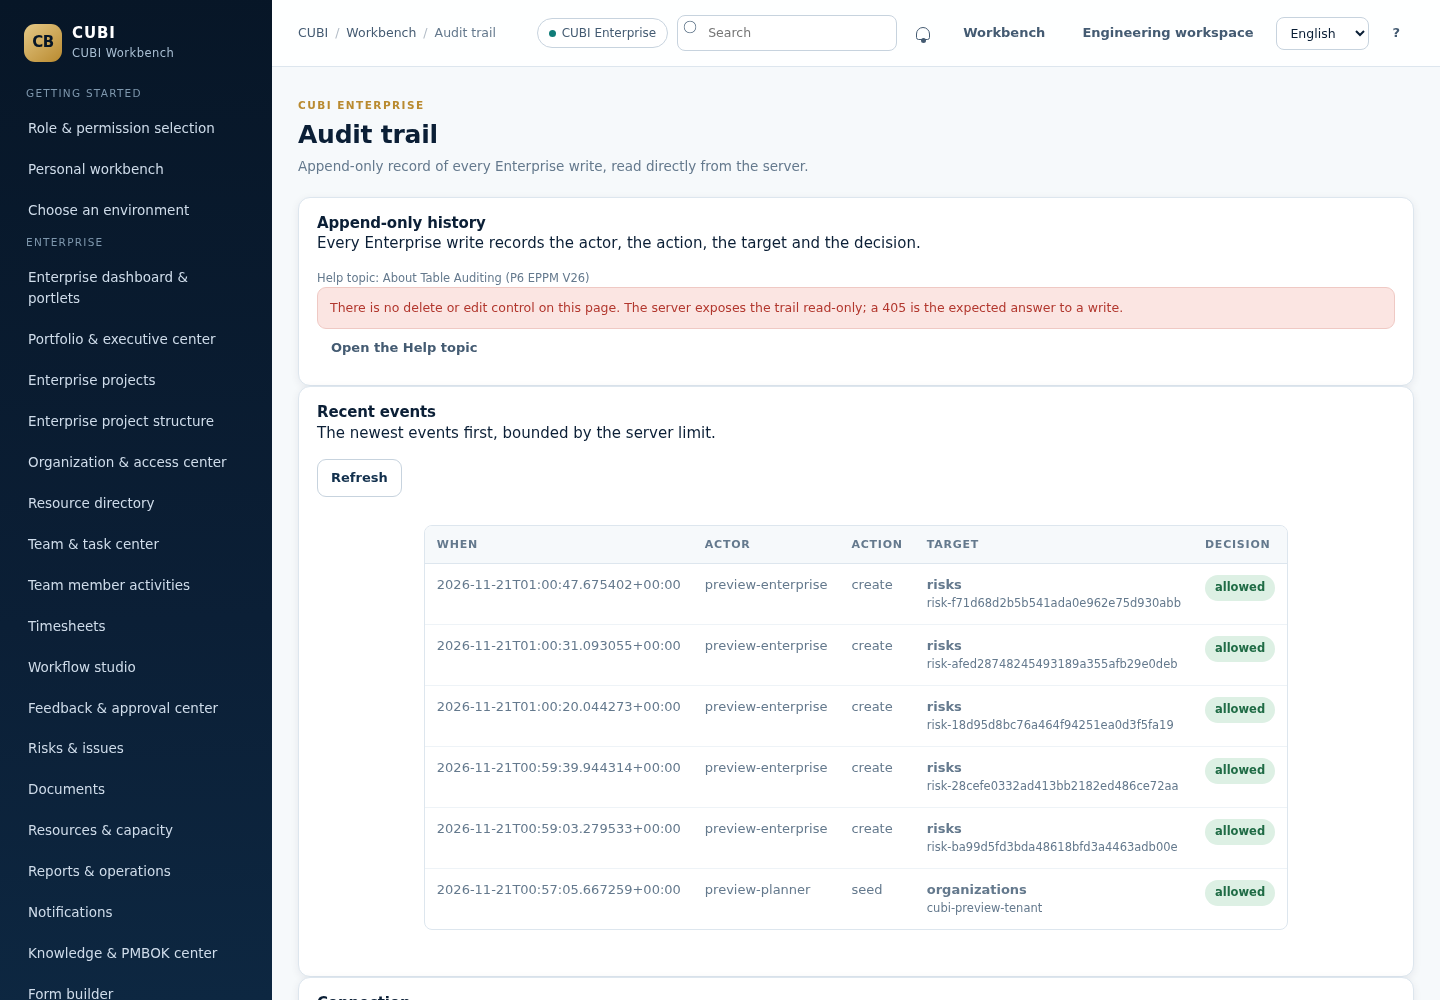 CB
CUBI
CUBI Workbench
GETTING STARTED
Role & permission selection
Personal workbench
Choose an environment
ENTERPRISE
Enterprise dashboard &
portlets
Portfolio & executive center
Enterprise projects
Enterprise project structure
Organization & access center
Resource directory
Team & task center
Team member activities
Timesheets
Workflow studio
Feedback & approval center
Risks & issues
Documents
Resources & capacity
Reports & operations
Notifications
Knowledge & PMBOK center
Form builder
CUBI / Workbench / Audit trail
CUBI Enterprise
Search
Workbench
Engineering workspace
English
?
CUBI ENTERPRISE
Audit trail
Append-only record of every Enterprise write, read directly from the server.
Append-only history
Every Enterprise write records the actor, the action, the target and the decision.
Help topic: About Table Auditing (P6 EPPM V26)
There is no delete or edit control on this page. The server exposes the trail read-only; a 405 is the expected answer to a write.
Open the Help topic
Recent events
The newest events first, bounded by the server limit.
Refresh
WHEN ACTOR ACTION TARGET DECISION
2026-11-21T01:00:47.675402+00:00 preview-enterprise create risks allowed
risk-f71d68d2b5b541ada0e962e75d930abb
2026-11-21T01:00:31.093055+00:00 preview-enterprise create risks allowed
risk-afed28748245493189a355afb29e0deb
2026-11-21T01:00:20.044273+00:00 preview-enterprise create risks allowed
risk-18d95d8bc76a464f94251ea0d3f5fa19
2026-11-21T00:59:39.944314+00:00 preview-enterprise create risks allowed
risk-28cefe0332ad413bb2182ed486ce72aa
2026-11-21T00:59:03.279533+00:00 preview-enterprise create risks allowed
risk-ba99d5fd3bda48618bfd3a4463adb00e
2026-11-21T00:57:05.667259+00:00 preview-planner seed organizations allowed
cubi-preview-tenant
Connection